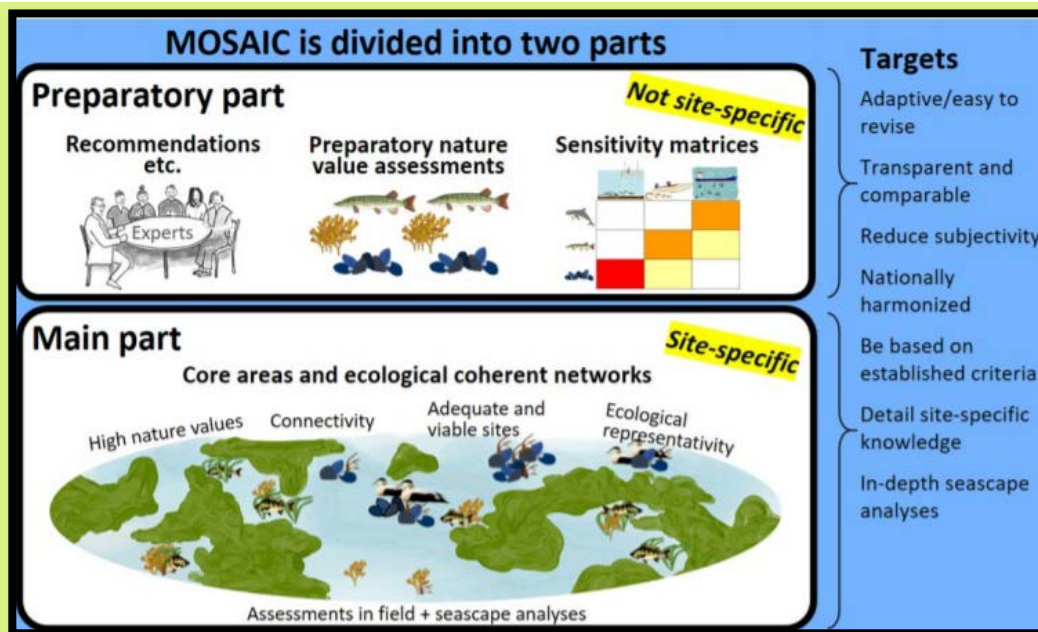 MOSAIC is divided into two parts
Preparatory part
Not site-specific
Recommendations
etc.
Experts
Preparatory nature
value assessments
Sensitivity matrices
Main part
Site-specific
Core areas and ecological coherent networks
High nature values
Connectivity
Adequate and
viable sites
Ecological
representativity
Assessments in field + seascape analyses
Targets
Adaptive/easy to
revise
Transparent and
comparable
Reduce subjectivity
Nationally
harmonized
Be based on
established criteria
Detail site-specific
knowledge
In-depth seascape
analyses